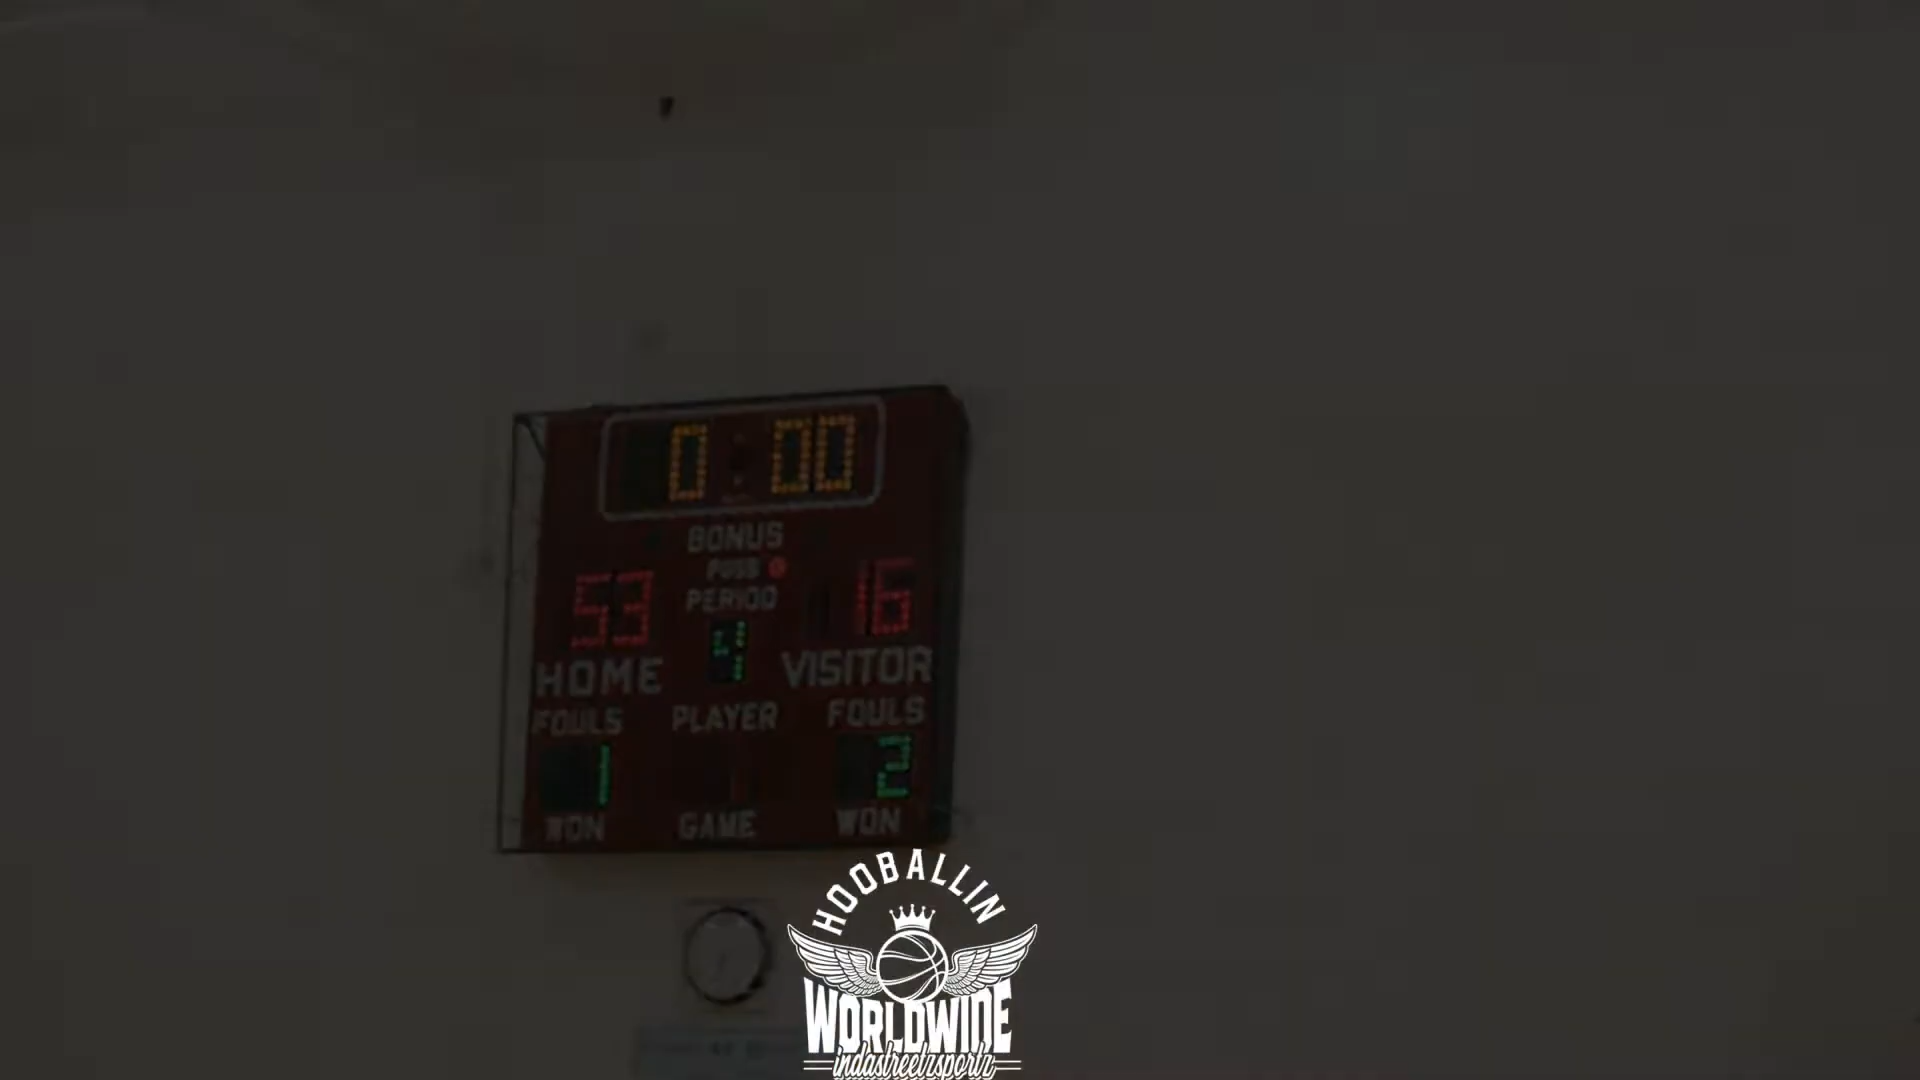 0:00
BONUS
POSS
PERIOD
53
16
HOME
VISITOR
FOULS PLAYER FOULS
1
2
WON GAME WON
HOOBALLIN
WORLDWIDE
indastreetzsportz